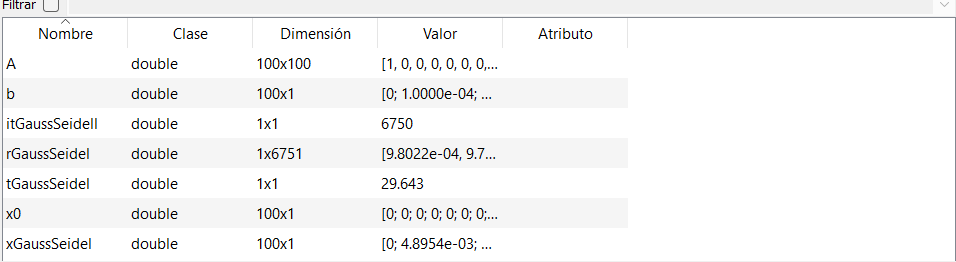 Filtrar
Nombre Clase Dimensión Valor Atributo
A double 100x100 [1, 0, 0, 0, 0, 0, 0,...
b double 100x1 [0; 1.0000e-04; ...
itGaussSeidell double 1x1 6750
rGaussSeidel double 1x6751 [9.8022e-04, 9.7...
tGaussSeidel double 1x1 29.643
x0 double 100x1 [0; 0; 0; 0; 0; 0; 0;...
xGaussSeidel double 100x1 [0; 4.8954e-03; ...